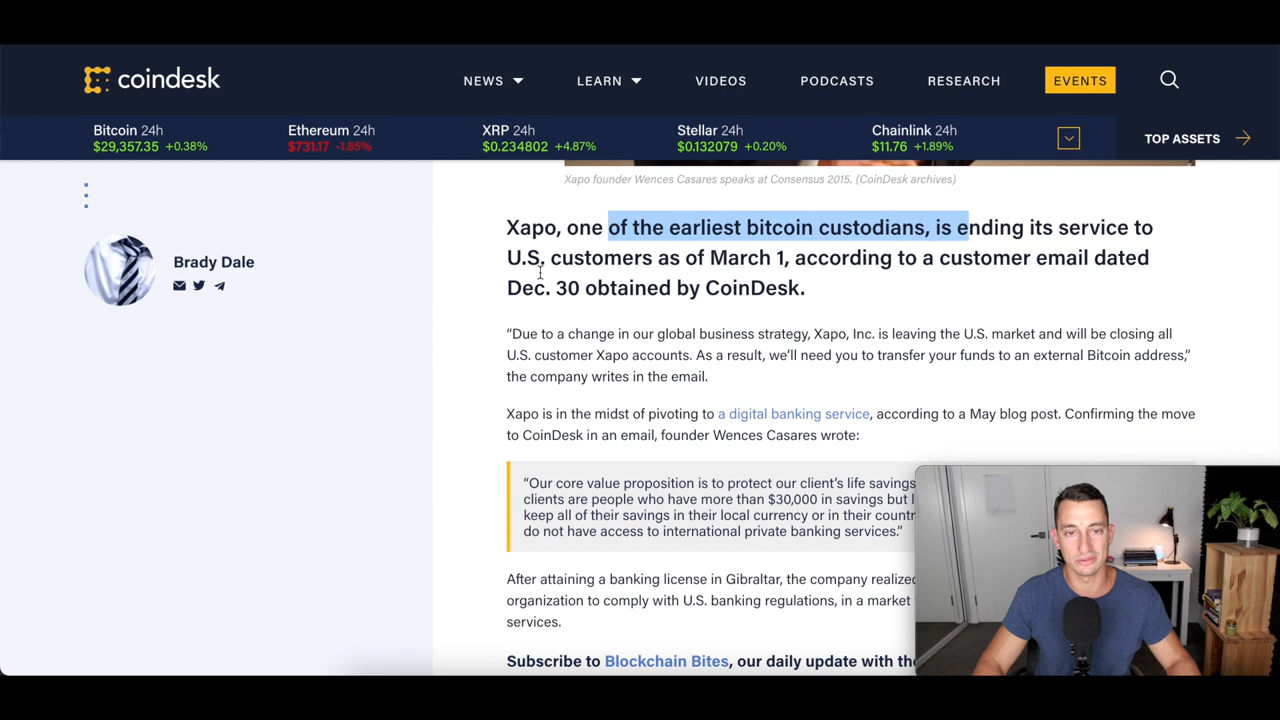 coindesk
NEWS LEARN VIDEOS PODCASTS RESEARCH EVENTS
Bitcoin 24h Ethereum 24h XRP 24h Stellar 24h Chainlink 24h
$29,357.35 +0.38% $731.17 -1.85% $0.234802 +4.87% $0.132079 +0.20% $11.76 +1.89%
TOP ASSETS
Xapo founder Wences Casares speaks at Consensus 2015. (CoinDesk archives)
Brady Dale
Xapo, one of the earliest bitcoin custodians, is ending its service to
U.S. customers as of March 1, according to a customer email dated
Dec. 30 obtained by CoinDesk.
“Due to a change in our global business strategy, Xapo, Inc. is leaving the U.S. market and will be closing all
U.S. customer Xapo accounts. As a result, we’ll need you to transfer your funds to an external Bitcoin address,”
the company writes in the email.
Xapo is in the midst of pivoting to a digital banking service, according to a May blog post. Confirming the move
to CoinDesk in an email, founder Wences Casares wrote:
“Our core value proposition is to protect our client’s life savings
clients are people who have more than $30,000 in savings but
keep all of their savings in their local currency or in their
do not have access to international private banking services.”
After attaining a banking license in Gibraltar, the company
organization to comply with U.S. banking regulations, in a market
services.
Subscribe to Blockchain Bites, our daily update with